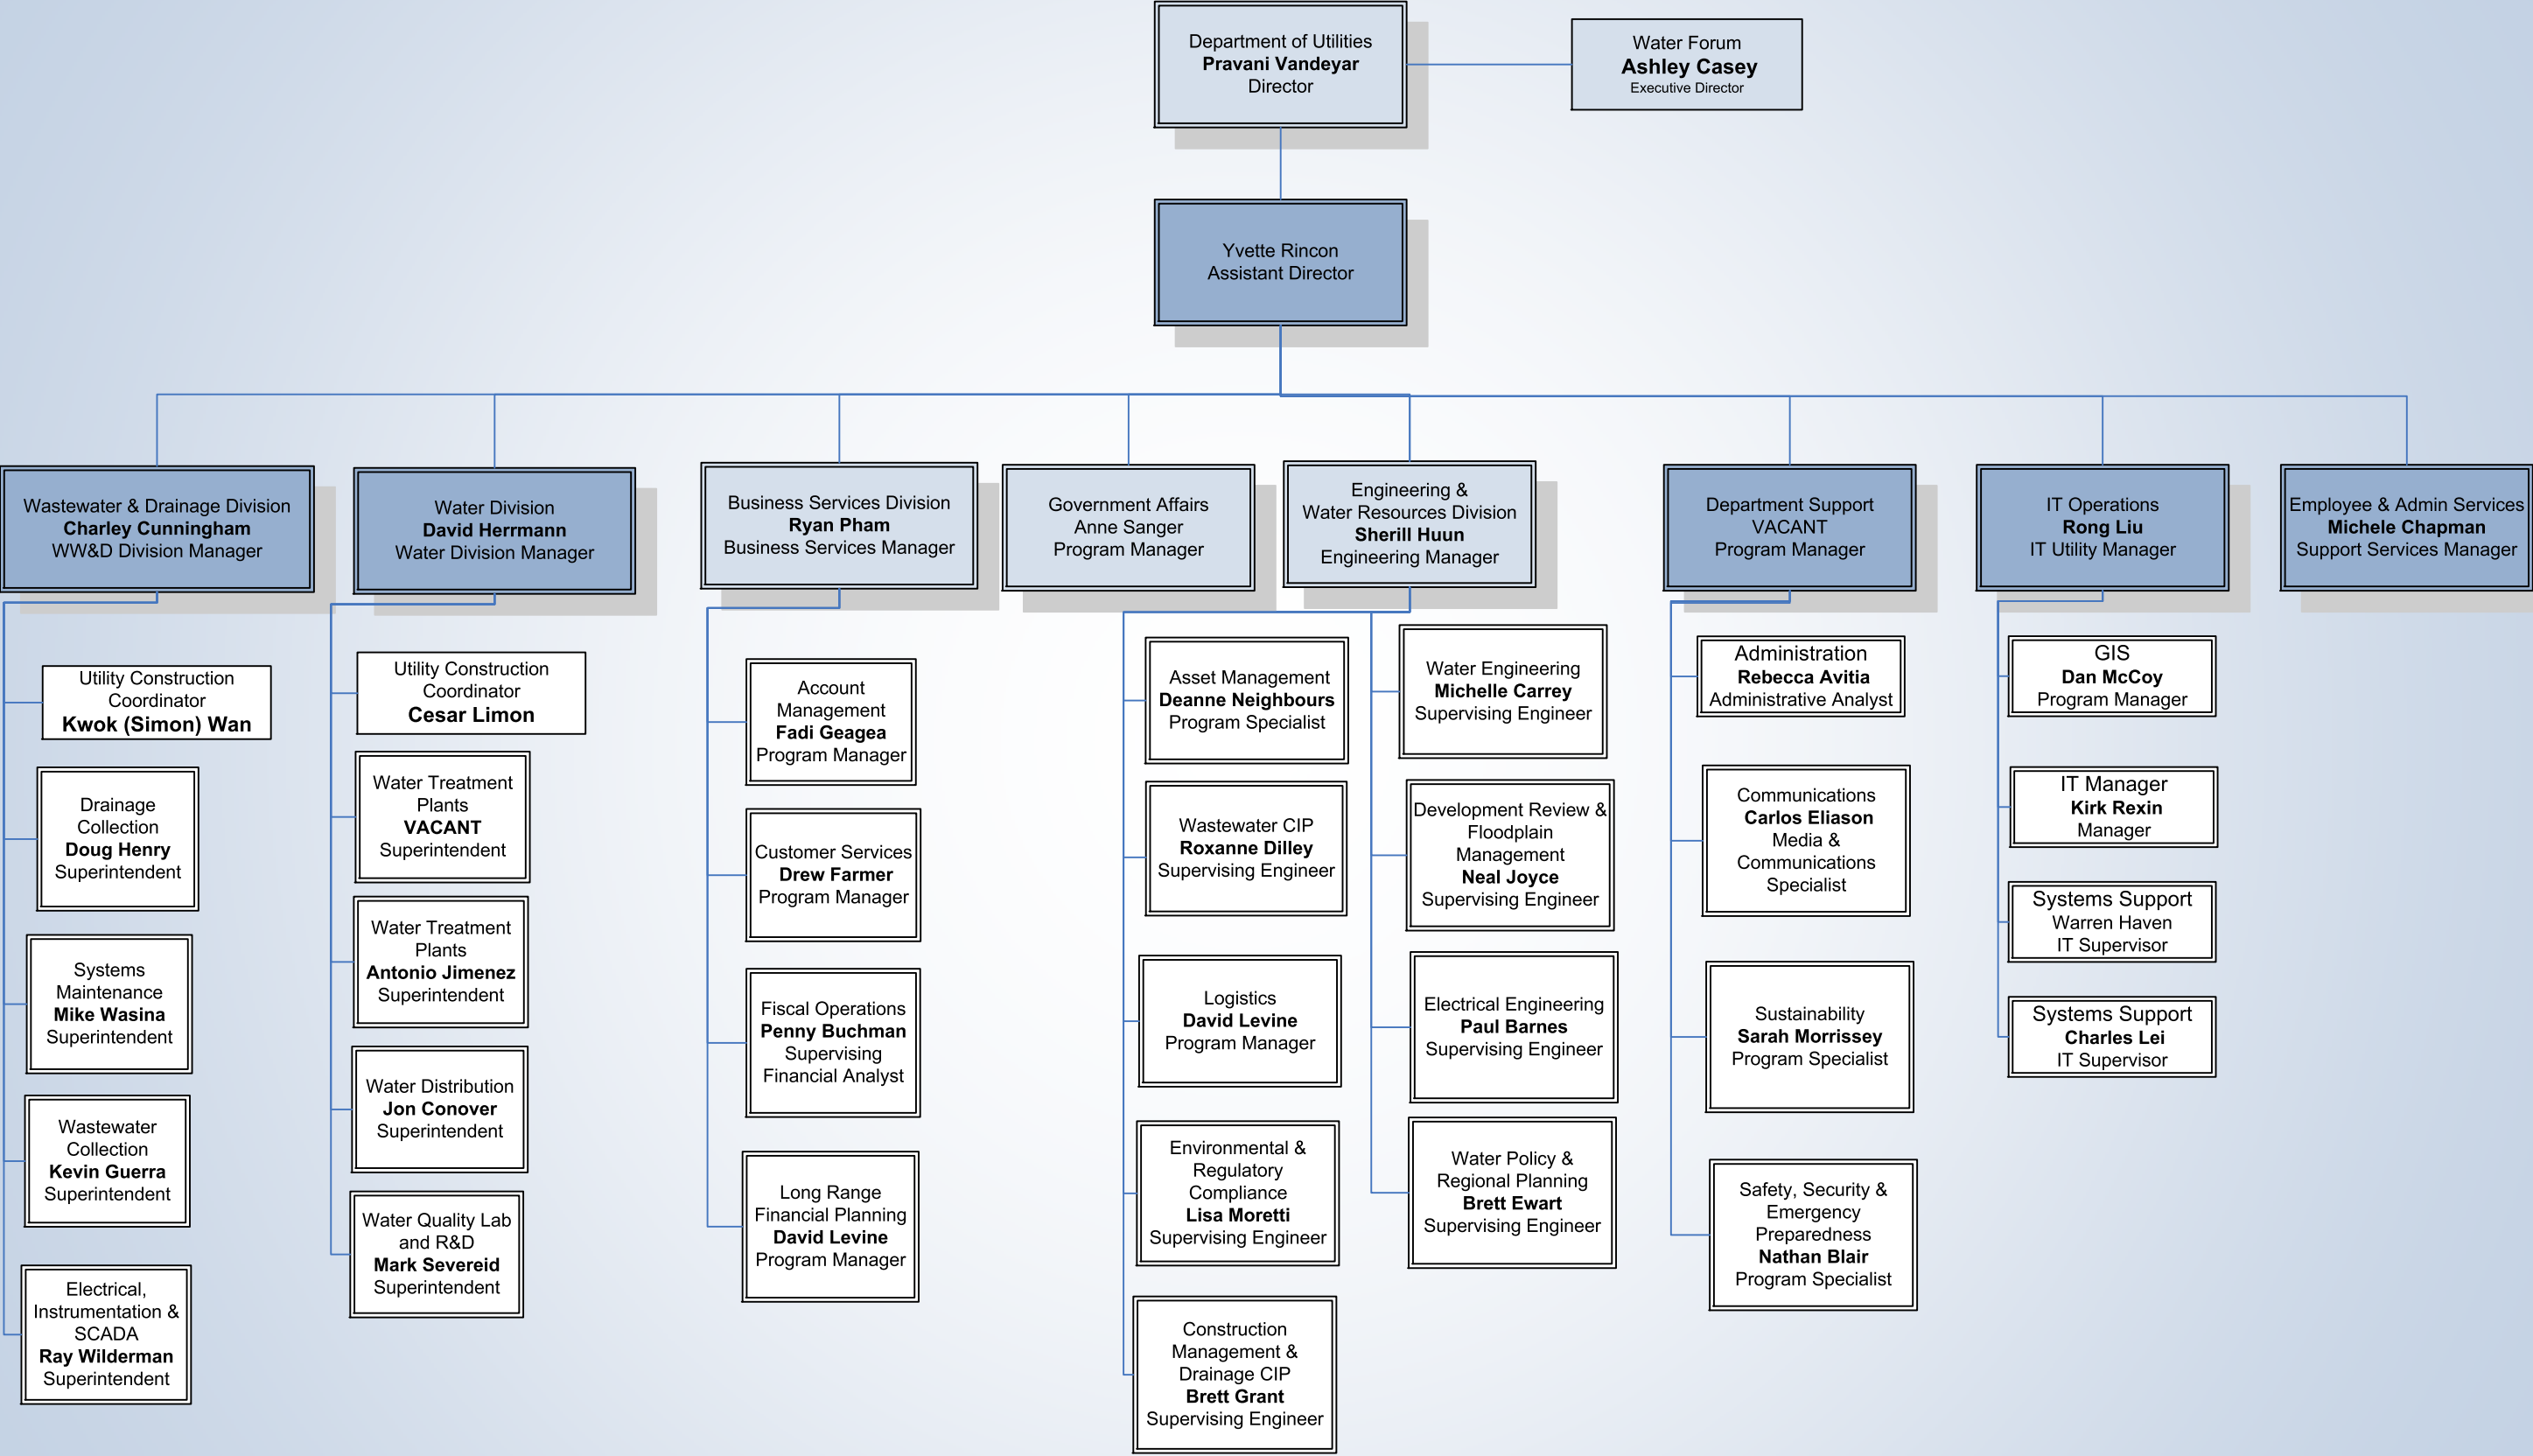 Department of Utilities
Pravani Vandeyar
Director
Water Forum
Ashley Casey
Executive Director
Yvette Rincon
Assistant Director
Wastewater & Drainage Division
Charley Cunningham
WW&D Division Manager
Water Division
David Herrmann
Water Division Manager
Business Services Division
Ryan Pham
Business Services Manager
Government Affairs
Anne Sanger
Program Manager
Engineering &
Water Resources Division
Sherill Huun
Engineering Manager
Department Support
VACANT
Program Manager
IT Operations
Rong Liu
IT Utility Manager
Employee & Admin Services
Michele Chapman
Support Services Manager
Utility Construction
Coordinator
Kwok (Simon) Wan
Drainage
Collection
Doug Henry
Superintendent
Systems
Maintenance
Mike Wasina
Superintendent
Wastewater
Collection
Kevin Guerra
Superintendent
Electrical,
Instrumentation &
SCADA
Ray Wilderman
Superintendent
Utility Construction
Coordinator
Cesar Limon
Water Treatment
Plants
VACANT
Superintendent
Water Treatment
Plants
Antonio Jimenez
Superintendent
Water Distribution
Jon Conover
Superintendent
Water Quality Lab
and R&D
Mark Severeid
Superintendent
Account
Management
Fadi Geagea
Program Manager
Customer Services
Drew Farmer
Program Manager
Fiscal Operations
Penny Buchman
Supervising
Financial Analyst
Long Range
Financial Planning
David Levine
Program Manager
Asset Management
Deanne Neighbours
Program Specialist
Wastewater CIP
Roxanne Dilley
Supervising Engineer
Logistics
David Levine
Program Manager
Environmental &
Regulatory
Compliance
Lisa Moretti
Supervising Engineer
Construction
Management &
Drainage CIP
Brett Grant
Supervising Engineer
Water Engineering
Michelle Carrey
Supervising Engineer
Development Review &
Floodplain
Management
Neal Joyce
Supervising Engineer
Electrical Engineering
Paul Barnes
Supervising Engineer
Water Policy &
Regional Planning
Brett Ewart
Supervising Engineer
Administration
Rebecca Avitia
Administrative Analyst
Communications
Carlos Eliason
Media &
Communications
Specialist
Sustainability
Sarah Morrissey
Program Specialist
Safety, Security &
Emergency
Preparedness
Nathan Blair
Program Specialist
GIS
Dan McCoy
Program Manager
IT Manager
Kirk Rexin
Manager
Systems Support
Warren Haven
IT Supervisor
Systems Support
Charles Lei
IT Supervisor